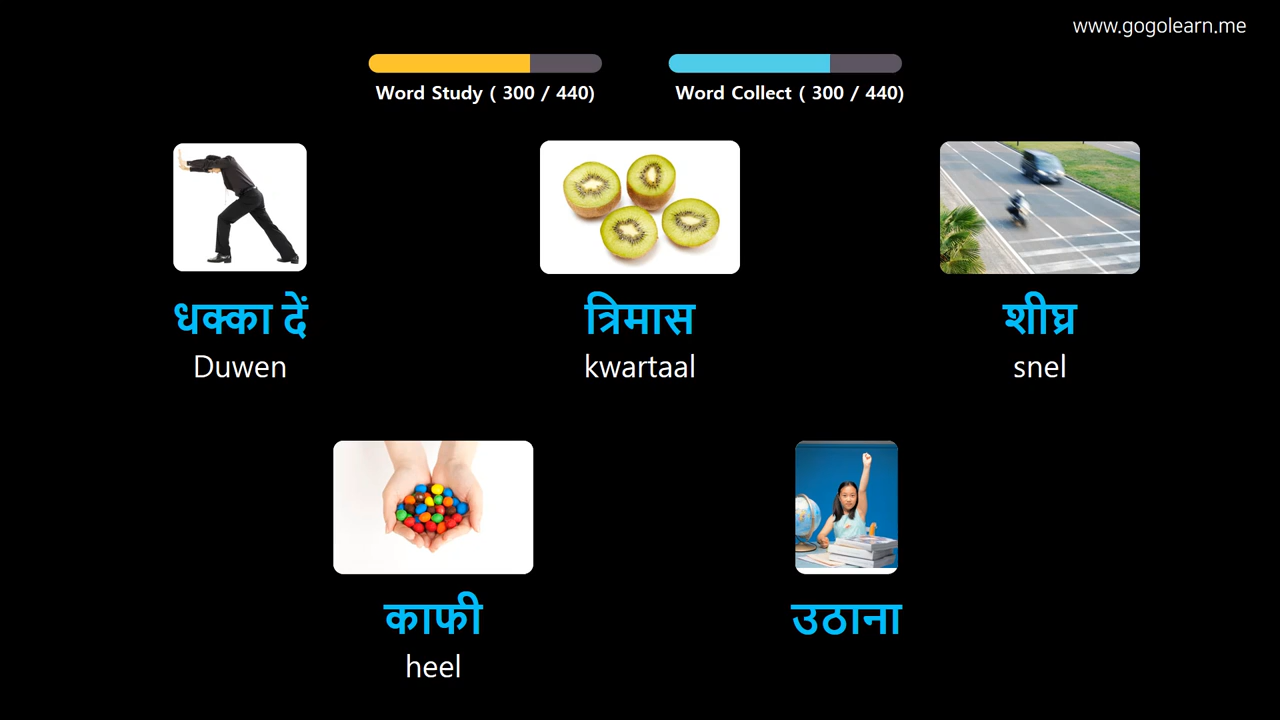 www.gogolearn.me
Word Study ( 300 / 440)
Word Collect ( 300 / 440)
धक्का दें
Duwen
त्रिमास
kwartaal
शीघ्र
snel
काफी
heel
उठाना